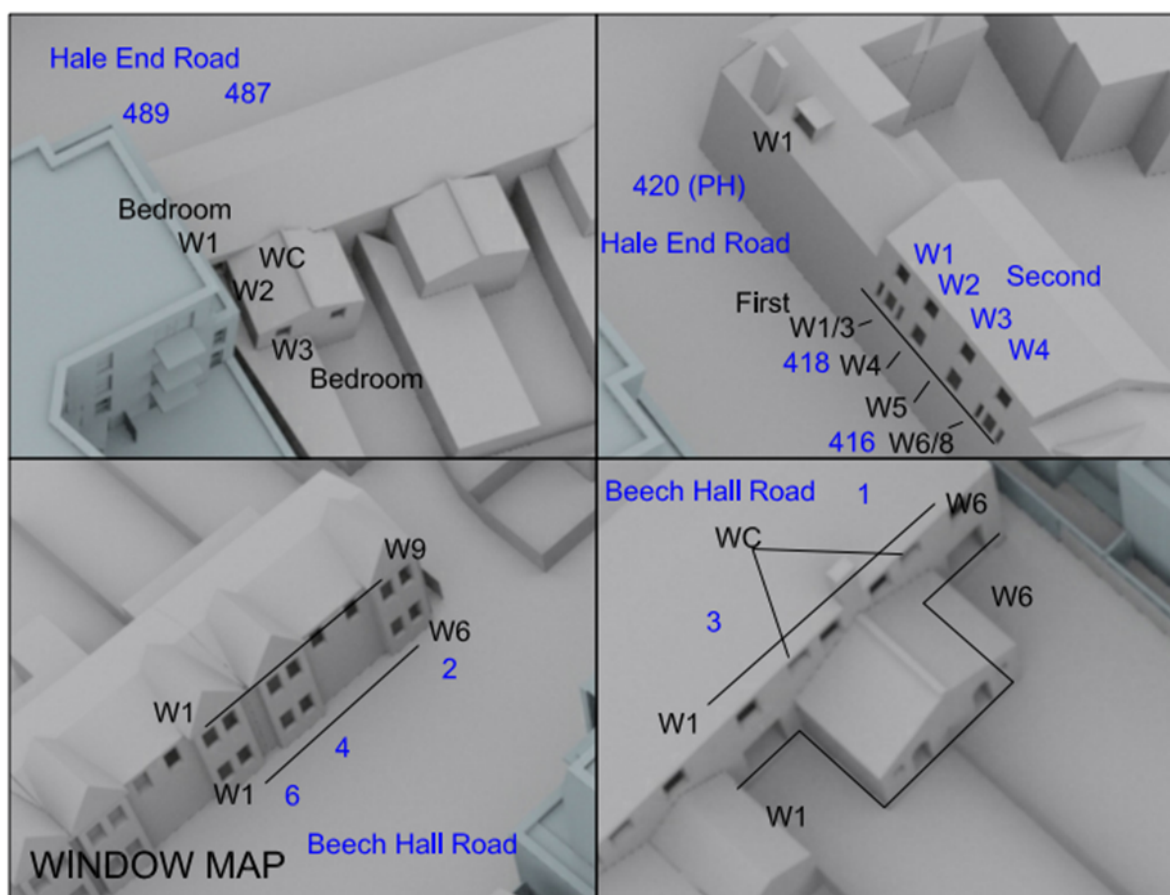 Hale End Road
487
489
Bedroom
W1
WC
W2
W3
Bedroom
W1
420 (PH)
Hale End Road
W1
W2
Second
First
W3
W1/3
W4
418
W4
W5
416
W6/8
W9
W6
2
W1
4
W1
6
Beech Hall Road
WINDOW MAP
Beech Hall Road
1
W6
WC
W6
3
W1
W1